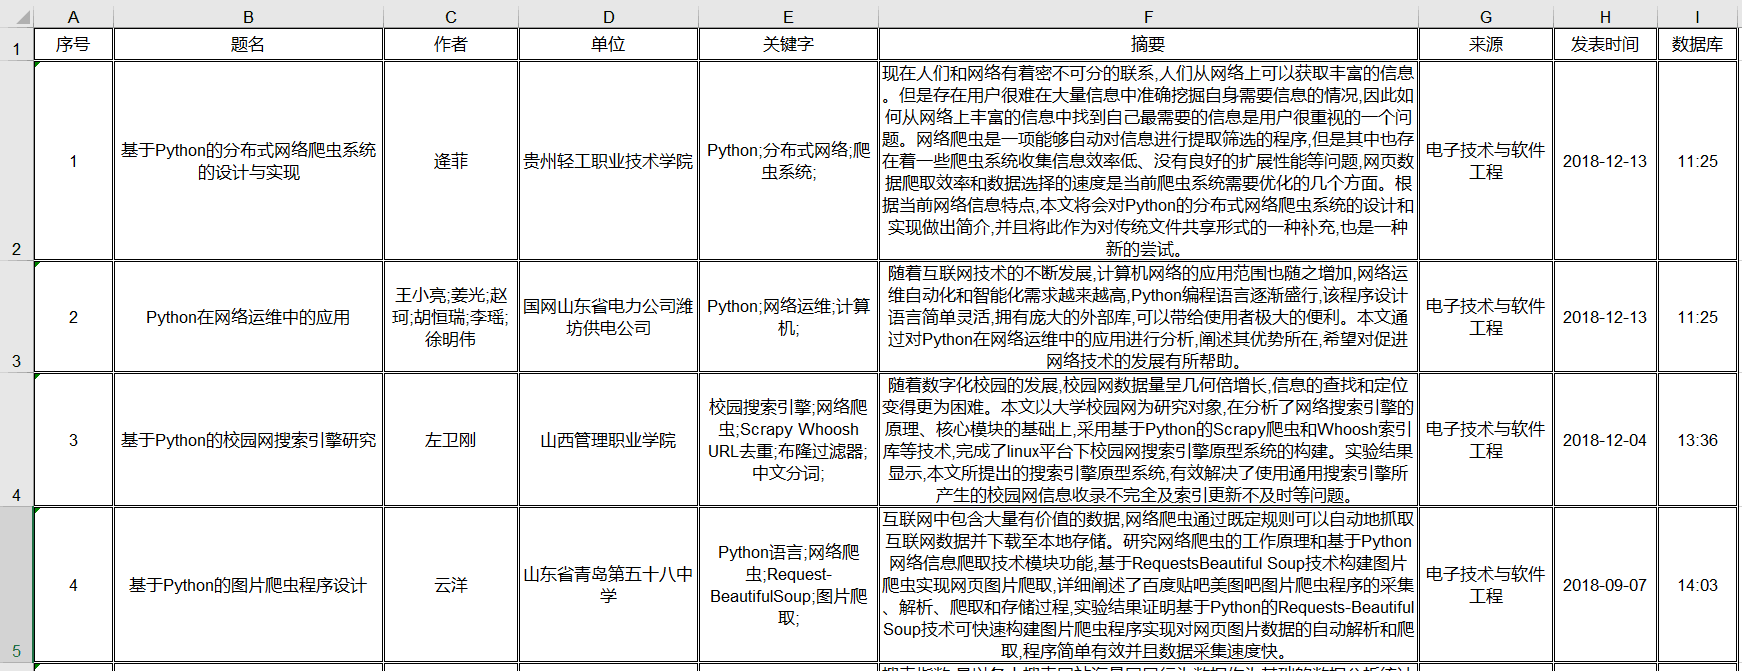 A B C D E F G H I
1 序号 题名 作者 单位 关键字 摘要 来源 发表时间 数据库
2
1
基于Python的分布式网络爬虫系统
的设计与实现
逄菲
贵州轻工职业技术学院
Python;分布式网络;爬
虫系统;
现在人们和网络有着密不可分的联系,人们从网络上可以获取丰富的信息
。但是存在用户很难在大量信息中准确挖掘自身需要信息的情况,因此如
何从网络上丰富的信息中找到自己最需要的信息是用户很重视的一个问
题。网络爬虫是一项能够自动对信息进行提取筛选的程序,但是其中也存
在着一些爬虫系统收集信息效率低、没有良好的扩展性能等问题,网页数
据爬取效率和数据选择的速度是当前爬虫系统需要优化的几个方面。根
据当前网络信息特点,本文将会对Python的分布式网络爬虫系统的设计和
实现做出简介,并且将此作为对传统文件共享形式的一种补充,也是一种
新的尝试。
电子技术与软件
工程
2018-12-13
11:25
3
2
Python在网络运维中的应用
王小亮;姜光;赵
珂;胡恒瑞;李瑶;
徐明伟
国网山东省电力公司潍
坊供电公司
Python;网络运维;计算
机;
随着互联网技术的不断发展,计算机网络的应用范围也随之增加,网络运
维自动化和智能化需求越来越高,Python编程语言逐渐盛行,该程序设计
语言简单灵活,拥有庞大的外部库,可以带给使用者极大的便利。本文通
过对Python在网络运维中的应用进行分析,阐述其优势所在,希望对促进
网络技术的发展有所帮助。
电子技术与软件
工程
2018-12-13
11:25
4
3
基于Python的校园网搜索引擎研究
左卫刚
山西管理职业学院
校园搜索引擎;网络爬
虫;Scrapy Whoosh
URL去重;布隆过滤器;
中文分词;
随着数字化校园的发展,校园网数据量呈几何倍增长,信息的查找和定位
变得更为困难。本文以大学校园网为研究对象,在分析了网络搜索引擎的
原理、核心模块的基础上,采用基于Python的Scrapy爬虫和Whoosh索引
库等技术,完成了linux平台下校园网搜索引擎原型系统的构建。实验结果
显示,本文所提出的搜索引擎原型系统,有效解决了使用通用搜索引擎所
产生的校园网信息收录不完全及索引更新不及时等问题。
电子技术与软件
工程
2018-12-04
13:36
5
4
基于Python的图片爬虫程序设计
云洋
山东省青岛第五十八中
学
Python语言;网络爬
虫;Request-
BeautifulSoup;图片爬
取;
互联网中包含大量有价值的数据,网络爬虫通过既定规则可以自动地抓取
互联网数据并下载至本地存储。研究网络爬虫的工作原理和基于Python
网络信息爬取技术模块功能,基于RequestsBeautiful Soup技术构建图片
爬虫实现网页图片爬取,详细阐述了百度贴吧美图吧图片爬虫程序的采集
、解析、爬取和存储过程,实验结果证明基于Python的Requests-Beautiful
Soup技术可快速构建图片爬虫程序实现对网页图片数据的自动解析和爬
取,程序简单有效并且数据采集速度快。
电子技术与软件
工程
2018-09-07
14:03